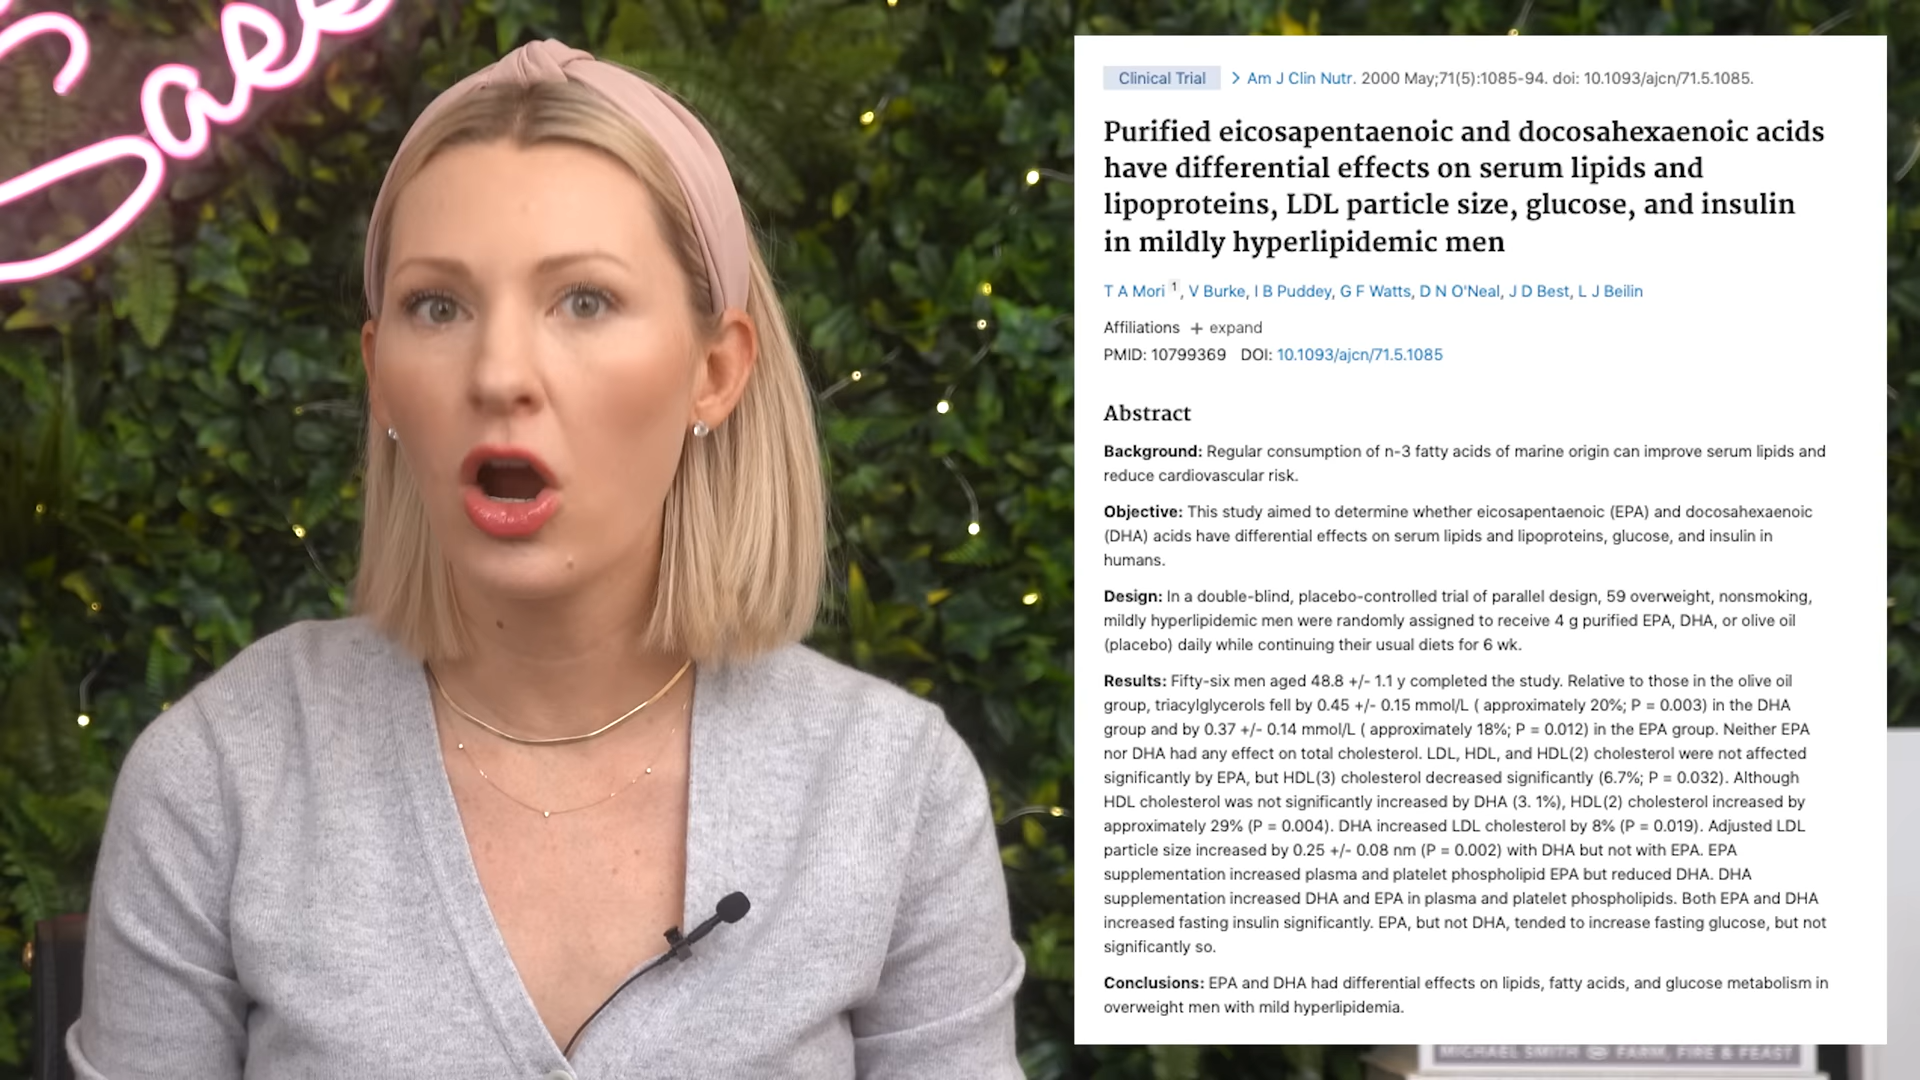 Clinical Trial > Am J Clin Nutr. 2000 May;71(5):1085-94. doi: 10.1093/ajcn/71.5.1085.
Purified eicosapentaenoic and docosahexaenoic acids
have differential effects on serum lipids and
lipoproteins, LDL particle size, glucose, and insulin
in mildly hyperlipidemic men
T A Mori 1, V Burke, I B Puddey, G F Watts, D N O'Neal, J D Best, L J Beilin
Affiliations + expand
PMID: 10799369 DOI: 10.1093/ajcn/71.5.1085
Abstract
Background: Regular consumption of n-3 fatty acids of marine origin can improve serum lipids and
reduce cardiovascular risk.
Objective: This study aimed to determine whether eicosapentaenoic (EPA) and docosahexaenoic
(DHA) acids have differential effects on serum lipids and lipoproteins, glucose, and insulin in
humans.
Design: In a double-blind, placebo-controlled trial of parallel design, 59 overweight, nonsmoking,
mildly hyperlipidemic men were randomly assigned to receive 4 g purified EPA, DHA, or olive oil
(placebo) daily while continuing their usual diets for 6 wk.
Results: Fifty-six men aged 48.8 +/- 1.1 y completed the study. Relative to those in the olive oil
group, triacylglycerols fell by 0.45 +/- 0.15 mmol/L ( approximately 20%; P = 0.003) in the DHA
group and by 0.37 +/- 0.14 mmol/L ( approximately 18%; P = 0.012) in the EPA group. Neither EPA
nor DHA had any effect on total cholesterol. LDL, HDL, and HDL(2) cholesterol were not affected
significantly by EPA, but HDL(3) cholesterol decreased significantly (6.7%; P = 0.032). Although
HDL cholesterol was not significantly increased by DHA (3. 1%), HDL(2) cholesterol increased by
approximately 29% (P = 0.004). DHA increased LDL cholesterol by 8% (P = 0.019). Adjusted LDL
particle size increased by 0.25 +/- 0.08 nm (P = 0.002) with DHA but not with EPA. EPA
supplementation increased plasma and platelet phospholipid EPA but reduced DHA. DHA
supplementation increased DHA and EPA in plasma and platelet phospholipids. Both EPA and DHA
increased fasting insulin significantly. EPA, but not DHA, tended to increase fasting glucose, but not
significantly so.
Conclusions: EPA and DHA had differential effects on lipids, fatty acids, and glucose metabolism in
overweight men with mild hyperlipidemia.
MICHAEL SMITH FARM, FIRE & FEAST